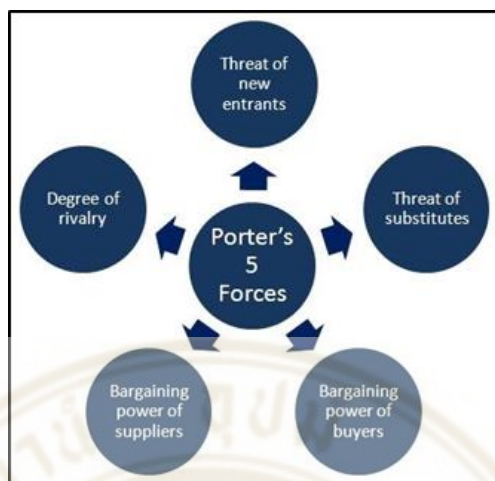 Threat of
new
entrants
Degree of
rivalry
Threat of
substitutes
Porter's
5
Forces
Bargaining
power of
suppliers
Bargaining
power of
buyers